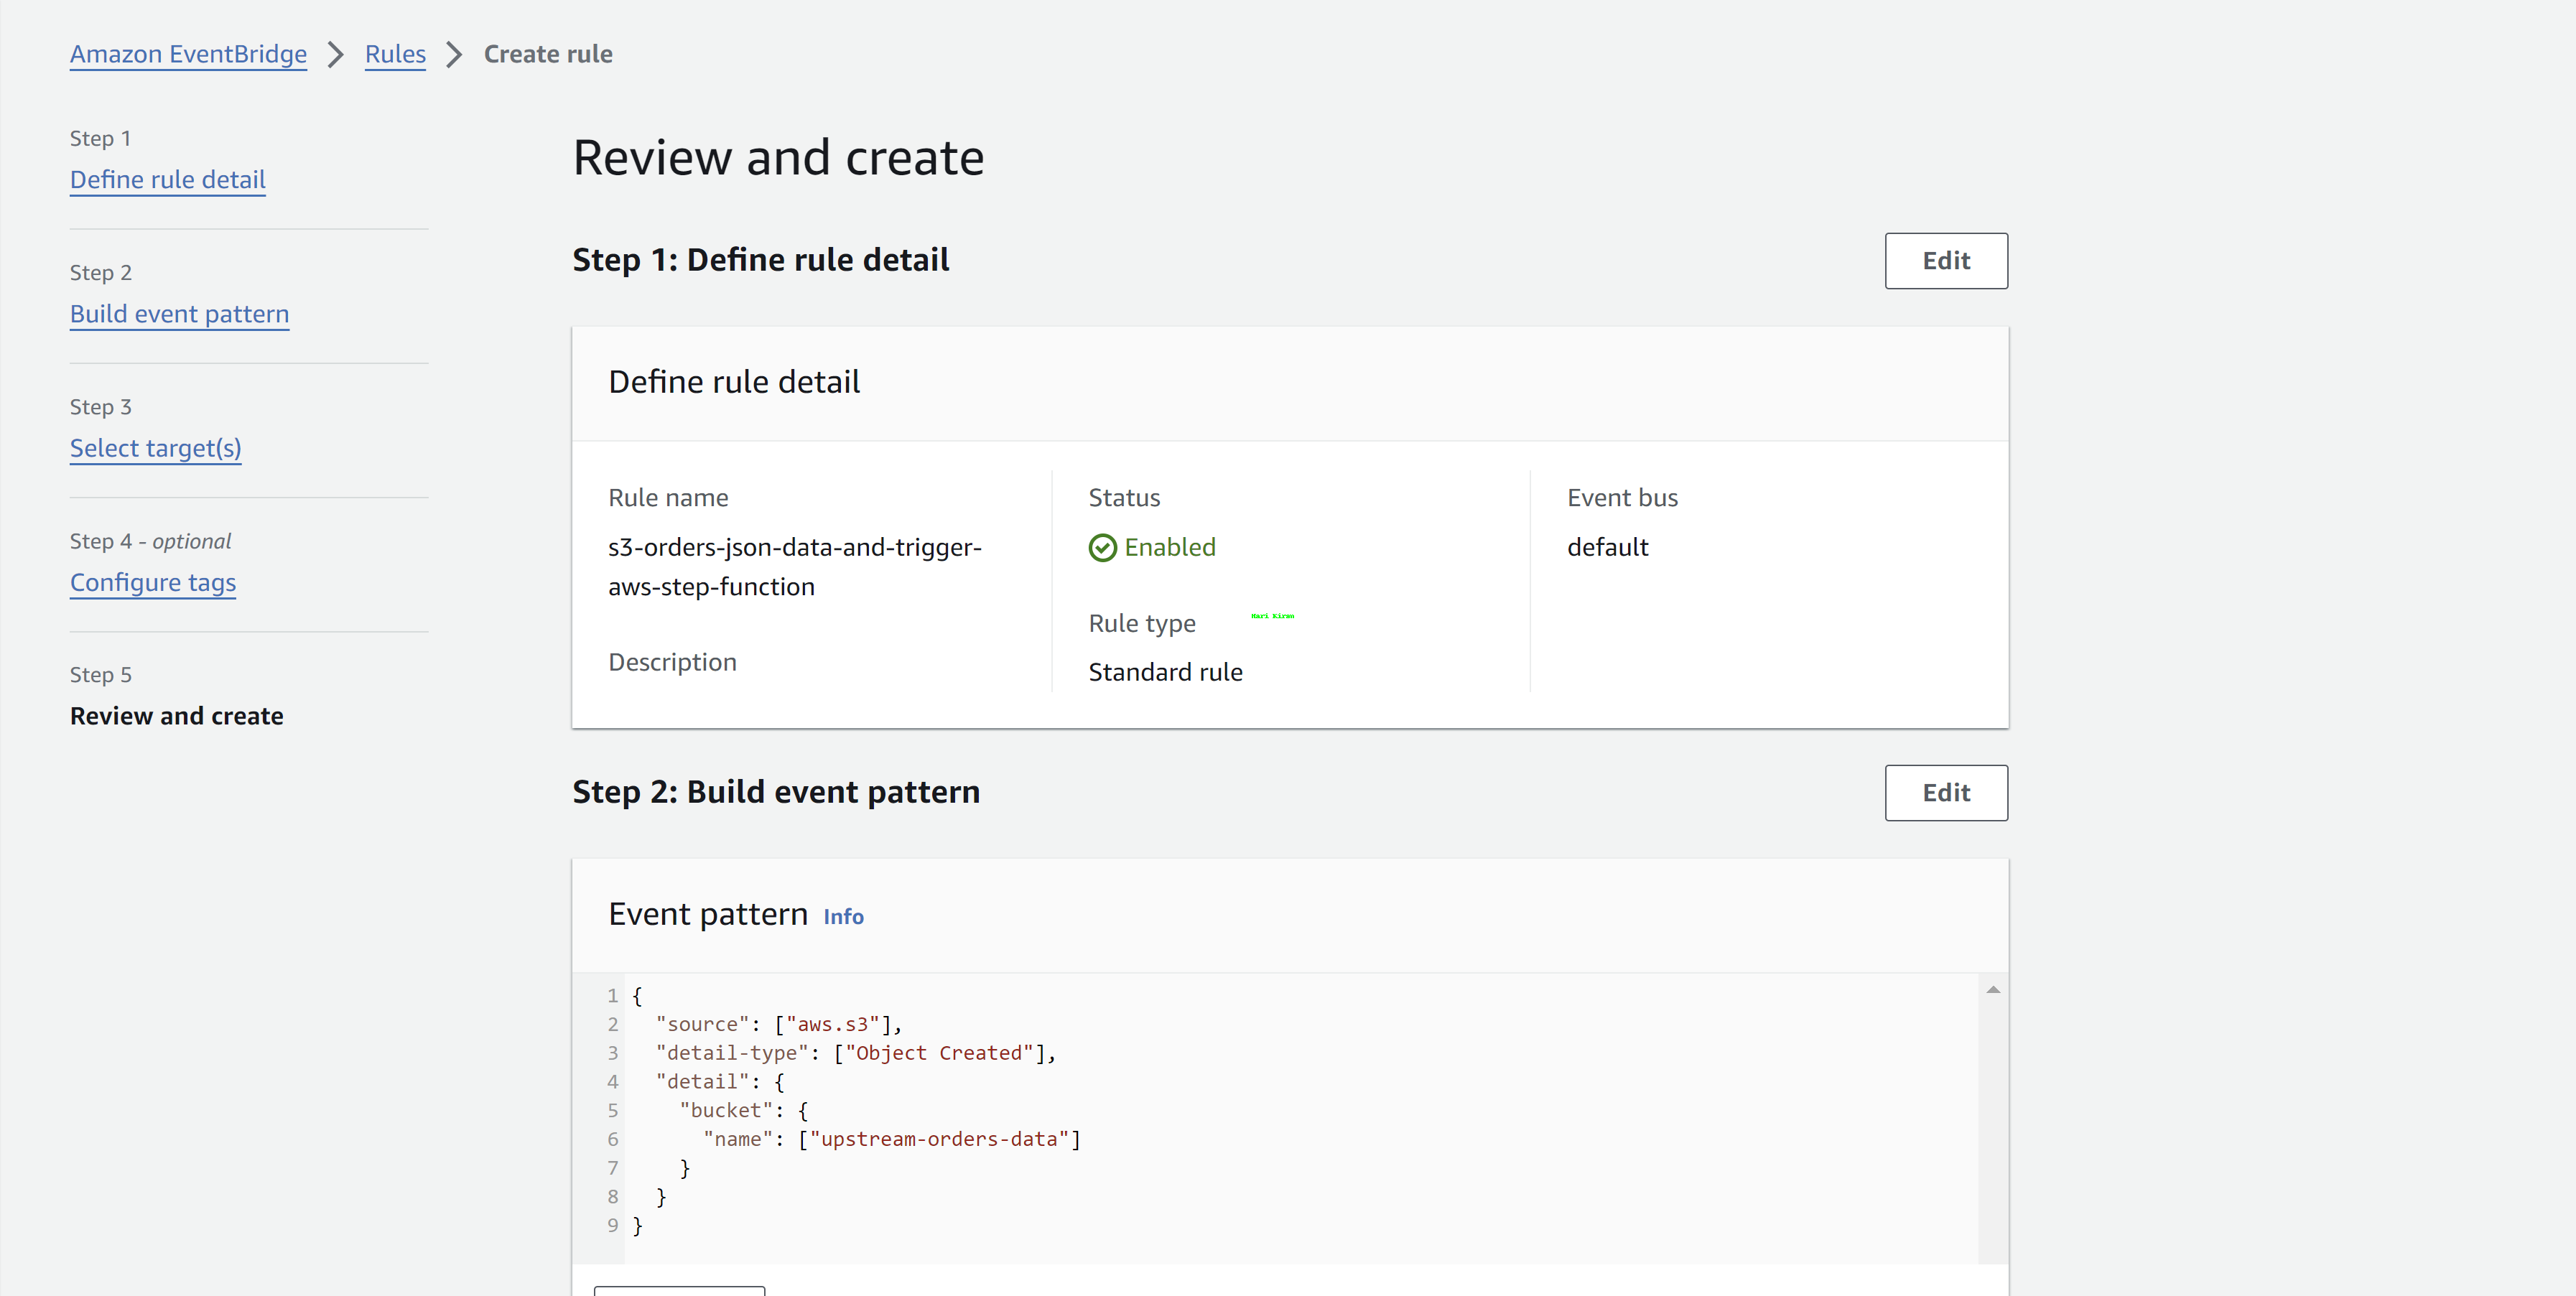 Amazon EventBridge > Rules > Create rule
Step 1
Define rule detail
Step 2
Build event pattern
Step 3
Select target(s)
Step 4 - optional
Configure tags
Step 5
Review and create
Review and create
Step 1: Define rule detail
Edit
Define rule detail
Rule name
s3-orders-json-data-and-trigger-
aws-step-function
Description
Status
Enabled
Rule type
Hari Kiran
Standard rule
Event bus
default
Step 2: Build event pattern
Edit
Event pattern Info
1 {
2 "source": ["aws.s3"],
3 "detail-type": ["Object Created"],
4 "detail": {
5 "bucket": {
6 "name": ["upstream-orders-data"]
7 }
8 }
9 }